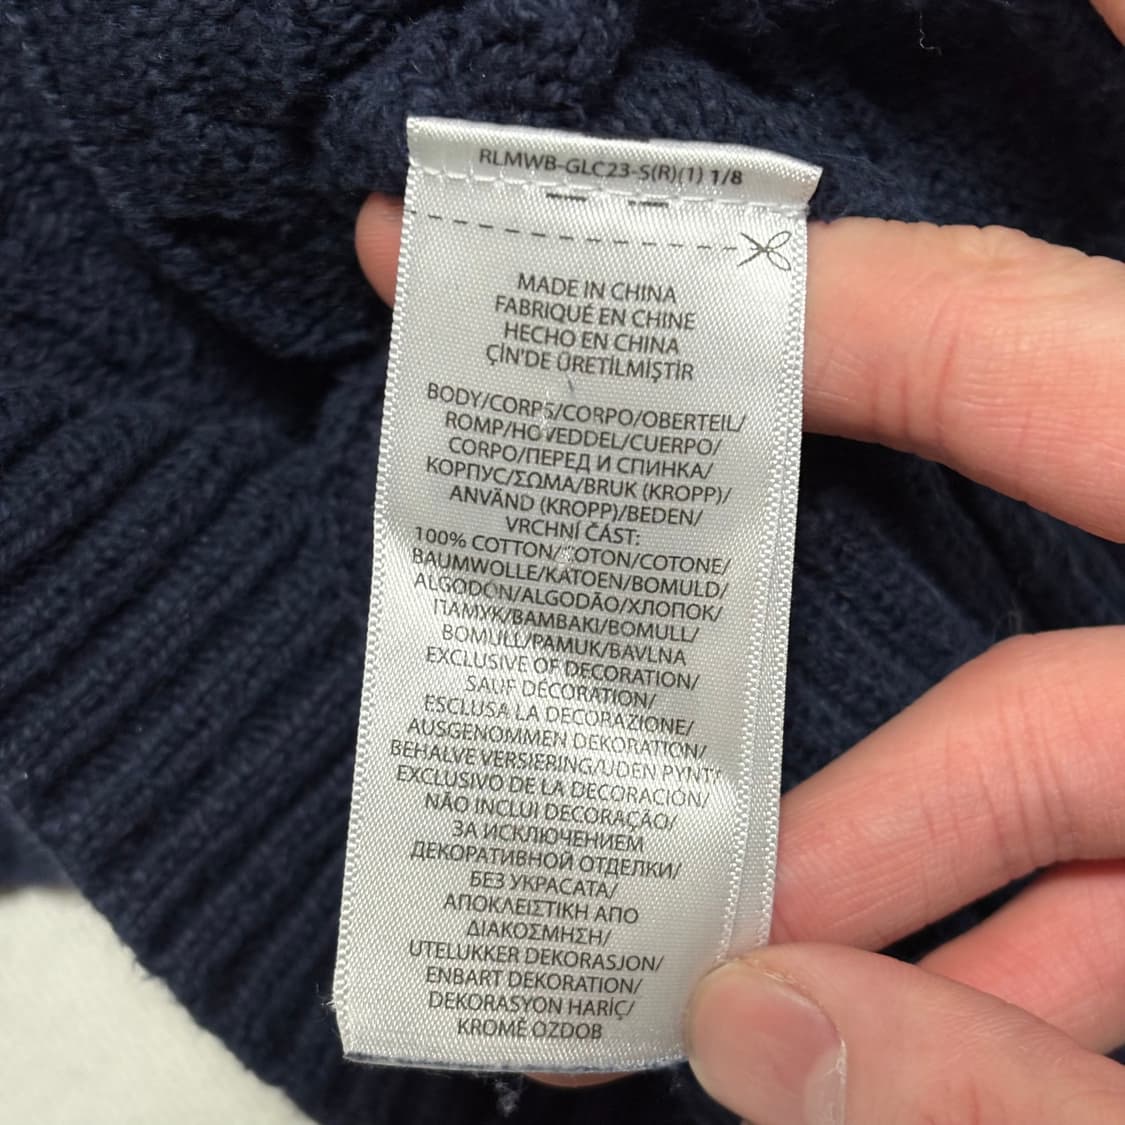 RLMWB-GLC23-S(R)(1) 1/8
MADE IN CHINA
FABRIQUÉ EN CHINE
HECHO EN CHINA
ÇİN'DE ÜRETİLMİŞTİR
BODY/CORPS/CORPO/OBERTEIL/
ROMP/HOVEDDEL/CUERPO/
CORPO/ПЕРЕД И СПИНКА/
КОРПУС/ΣΩΜΑ/BRUK (KROPP)/
ANVÄND (KROPP)/BEDEN/
VRCHNÍ ČÁST:
100% COTTON/COTON/COTONE/
BAUMWOLLE/KATOEN/BOMULD/
ALGODÓN/ALGODÃO/ХЛОПОК/
ПАМУК/BAMBAKI/BOMULL/
BOMULL/PAMUK/BAVLNA
EXCLUSIVE OF DECORATION/
SAUF DÉCORATION/
ESCLUSA LA DECORAZIONE/
AUSGENOMMEN DEKORATION/
BEHALVE VERSIERING/UDEN PYNT/
EXCLUSIVO DE LA DECORACIÓN/
NÃO INCLUI DECORAÇÃO/
ЗА ИСКЛЮЧЕНИЕМ
ДЕКОРАТИВНОЙ ОТДЕЛКИ/
БЕЗ УКРАСАТА/
ΑΠΟΚΛΕΙΣΤΙΚΗ ΑΠΟ
ΔΙΑΚΟΣΜΗΣΗ/
UTELUKKER DEKORASJON/
ENBART DEKORATION/
DEKORASYON HARİÇ/
KROMĚ OZDOB